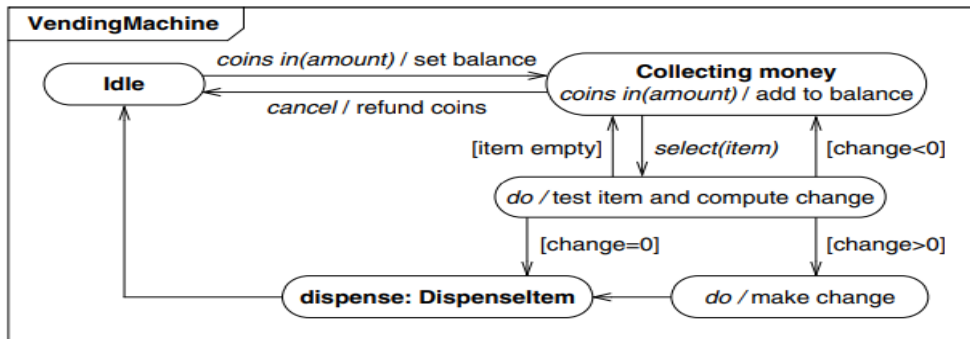 VendingMachine
coins in(amount) / set balance
Idle
cancel / refund coins
Collecting money
coins in(amount) / add to balance
[item empty]
select(item)
[change<0]
do / test item and compute change
[change=0]
[change>0]
dispense: DispenseItem
do / make change